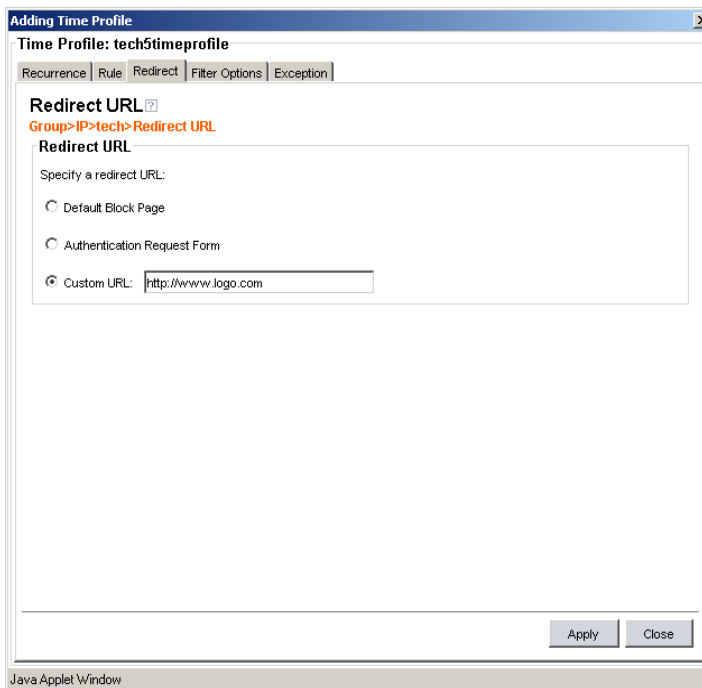 Adding Time Profile
Time Profile: tech5timeprofile
Recurrence Rule Redirect Filter Options Exception
Redirect URL ?
Group>IP>tech>Redirect URL
Redirect URL
Specify a redirect URL:
Default Block Page
Authentication Request Form
Custom URL: http://www.logo.com
Apply Close
Java Applet Window